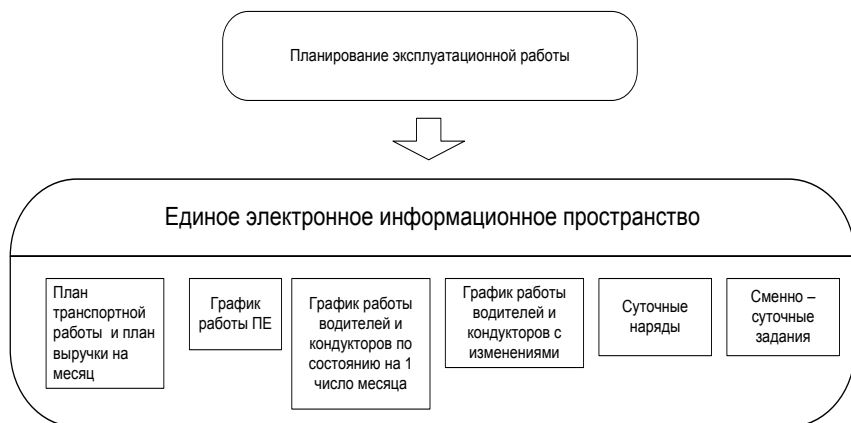 Планирование эксплуатационной работы
Единое электронное информационное пространство
План
транспортной
работы и план
выручки на
месяц
График
работы ПЕ
График работы
водителей и
кондукторов по
состоянию на 1
число месяца
График работы
водителей и
кондукторов с
изменениями
Суточные
наряды
Сменно –
суточные
задания